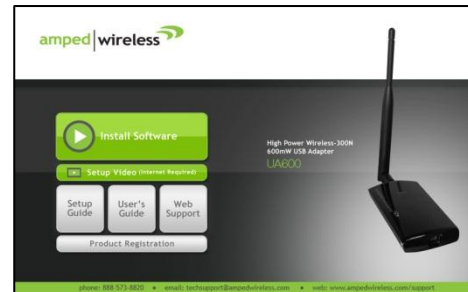 amped wireless
Install Software
Setup Video (Internet Required)
Setup Guide
User's Guide
Web Support
Product Registration
High Power Wireless-300N
600mW USB Adapter
UA600
phone: 888-573-8820 • email: techsupport@ampedwireless.com • web: www.ampedwireless.com/support